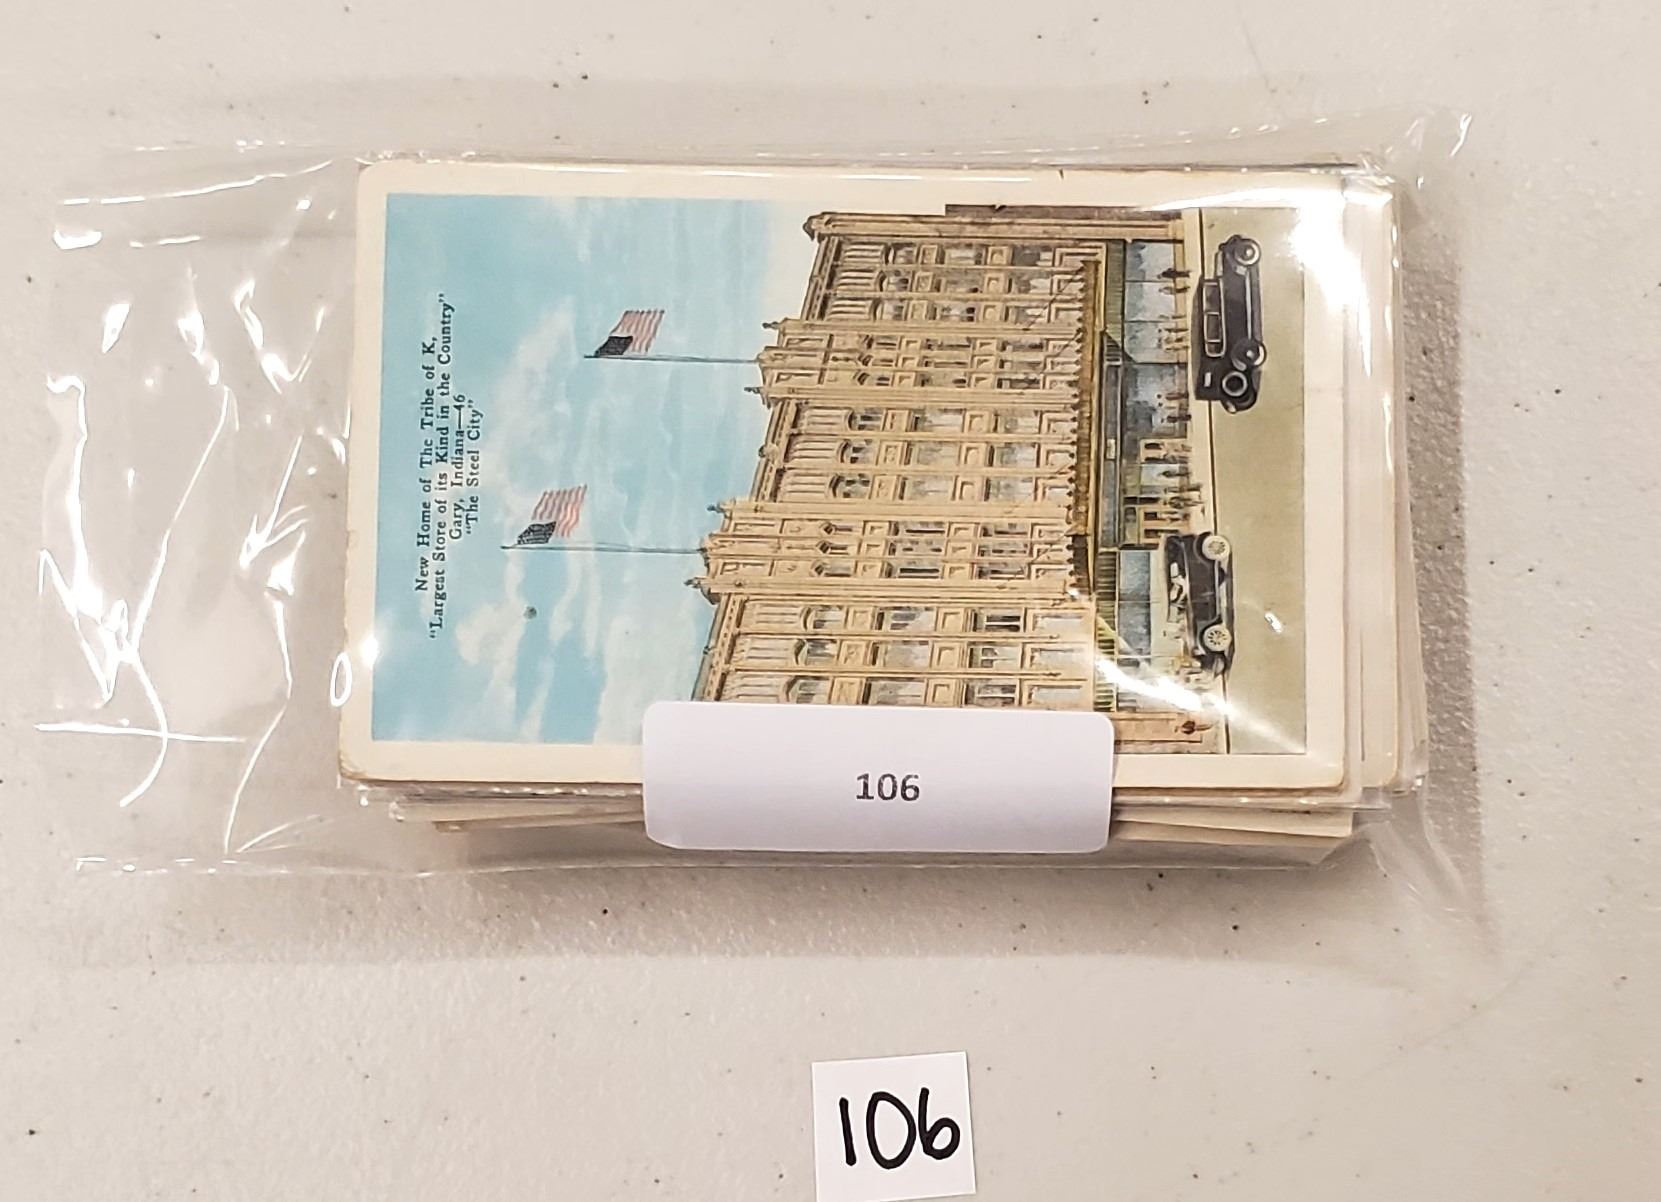 New Home of The Tribe of K,
"Largest Store of its Kind in the Country"
Gary, Indiana—46
"The Steel City"
106
106